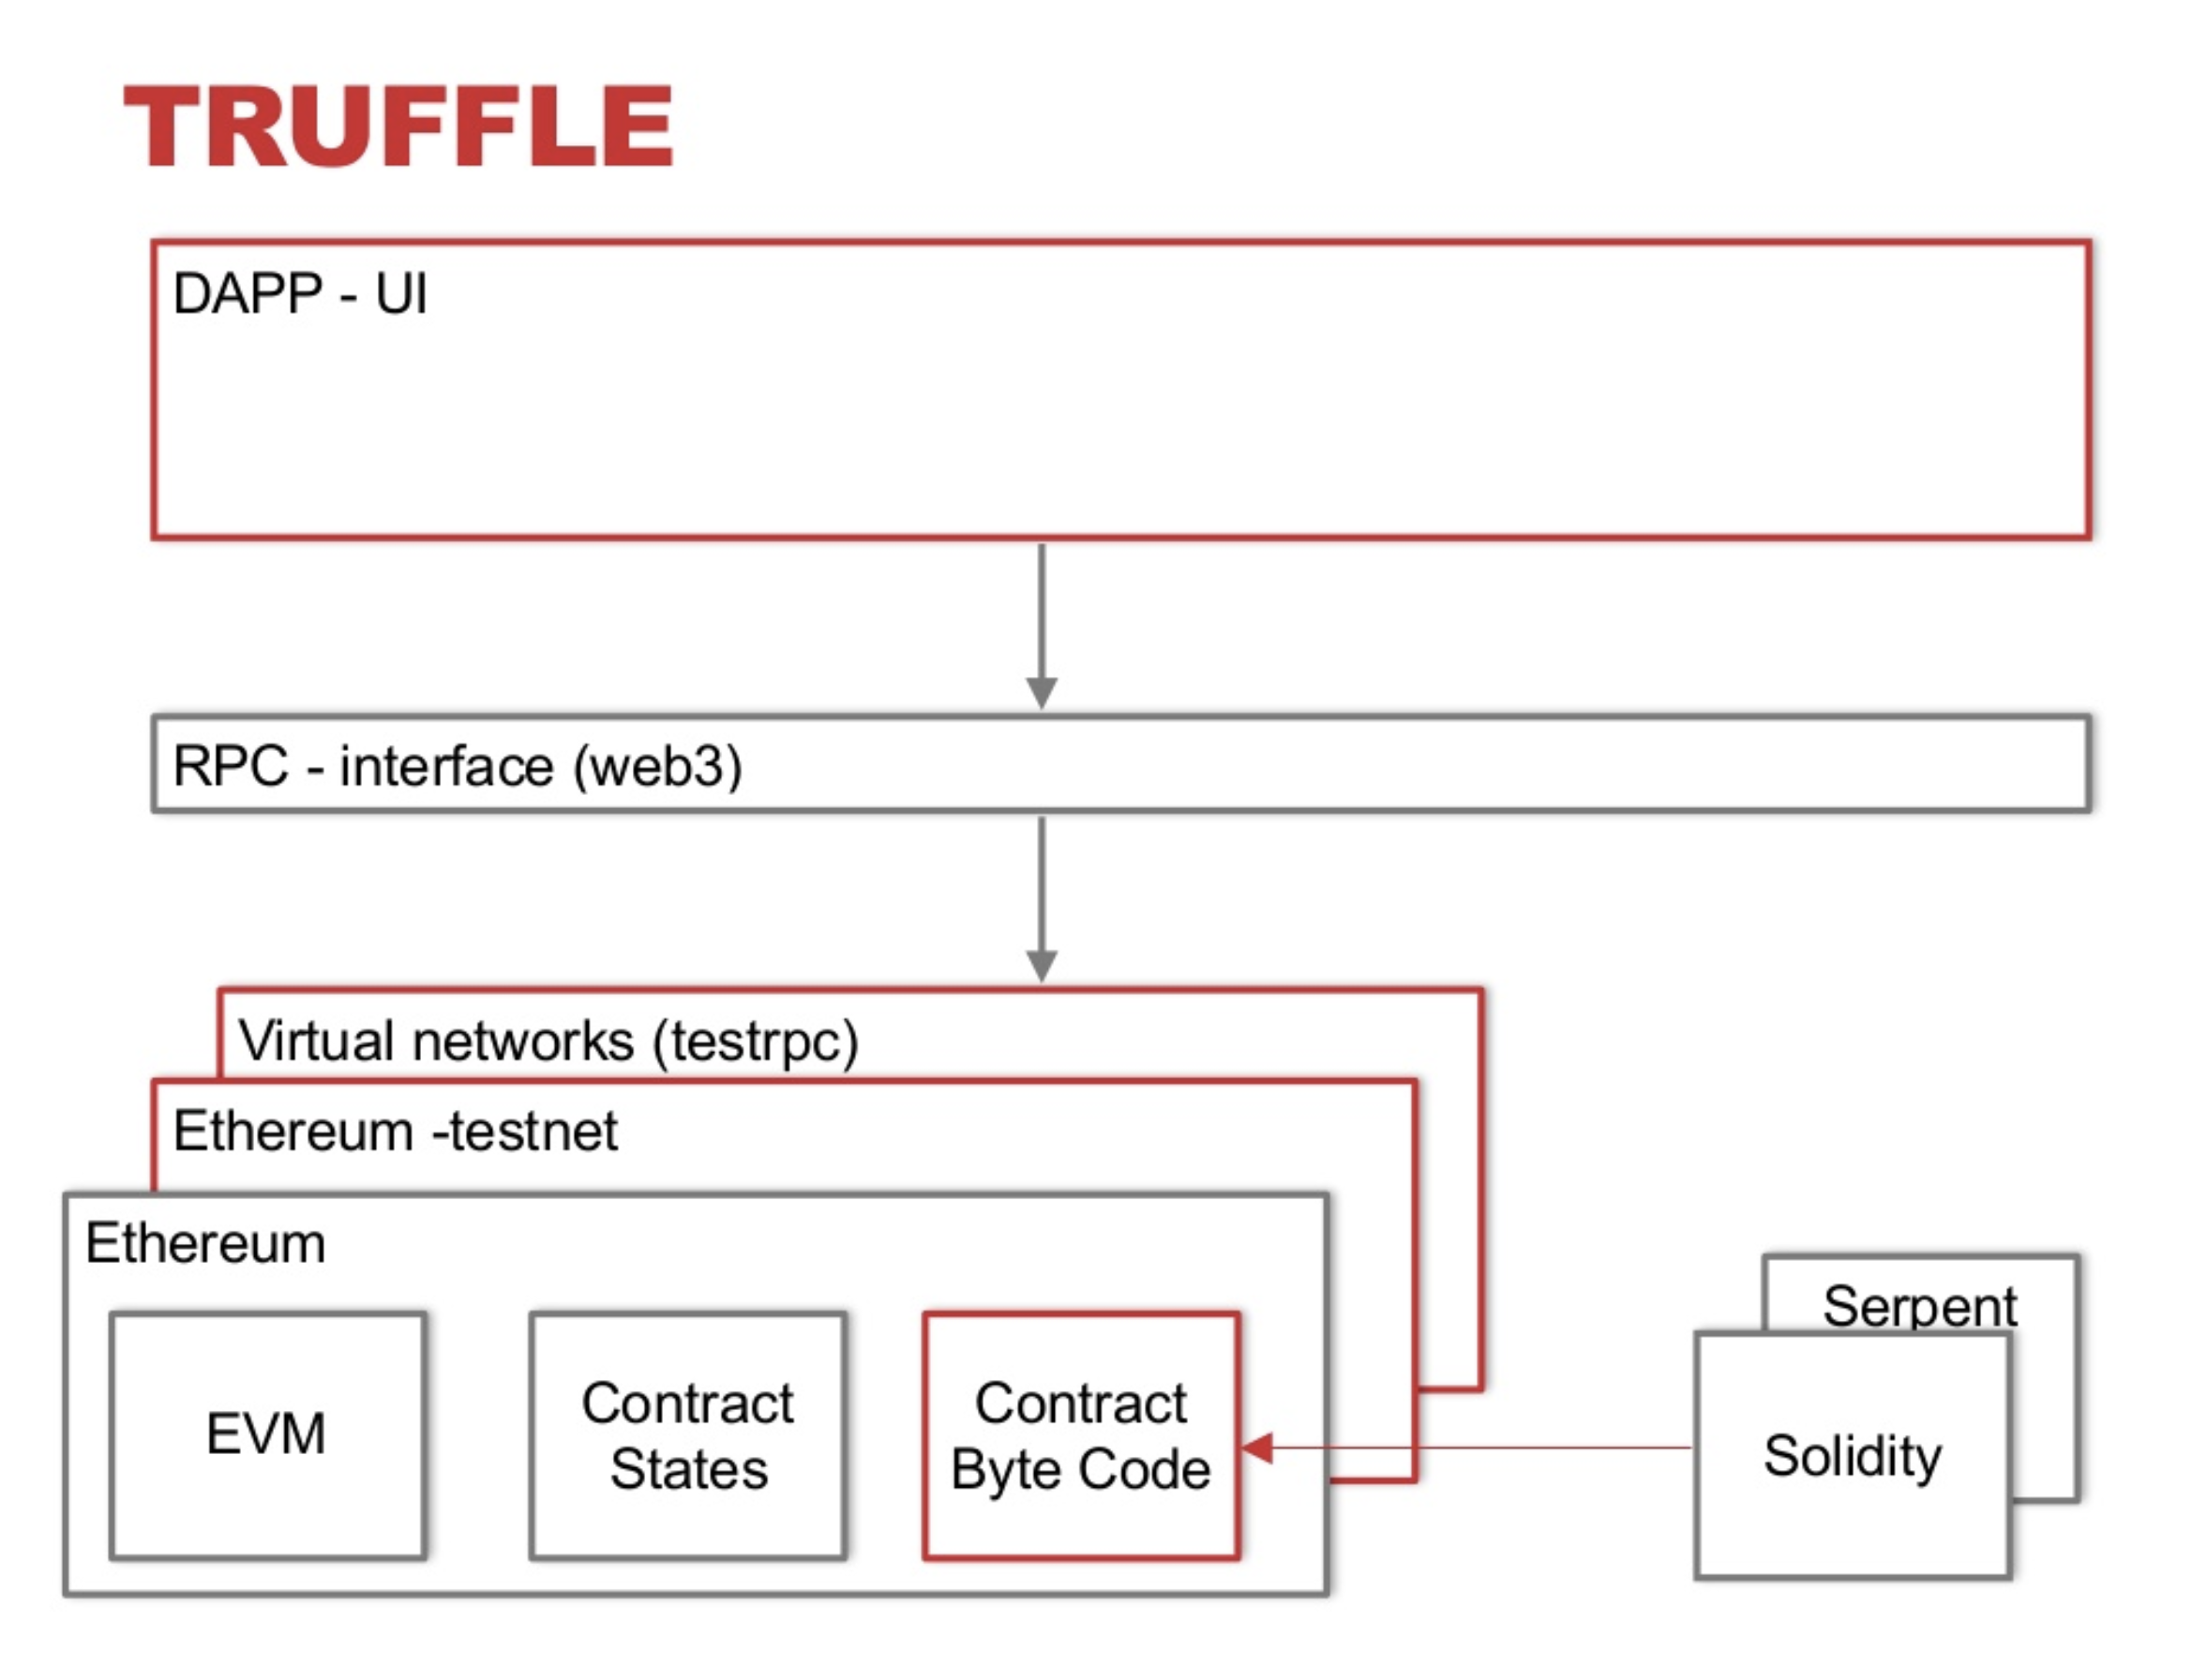 TRUFFLE
DAPP - UI
RPC - interface (web3)
Virtual networks (testrpc)
Ethereum -testnet
Ethereum
EVM
Contract
States
Contract
Byte Code
Serpent
Solidity